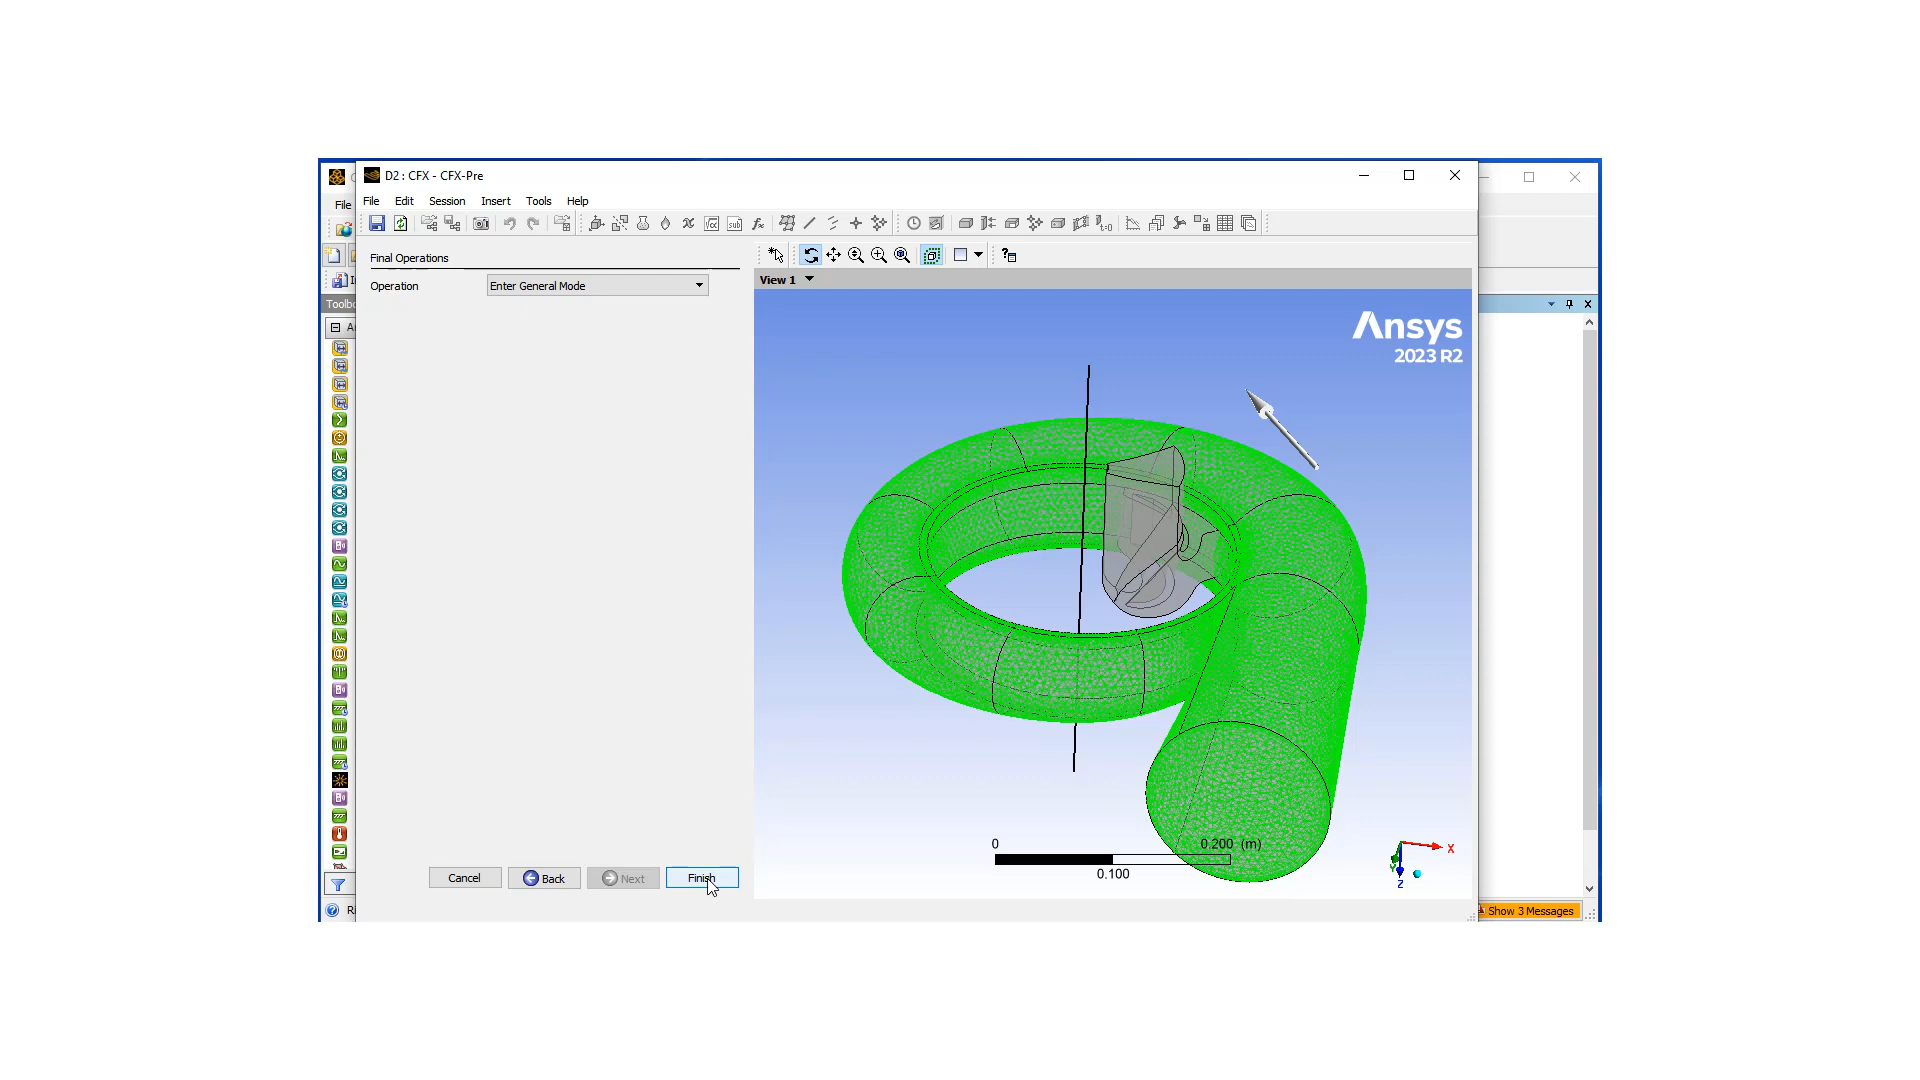 D2 : CFX - CFX-Pre
File Edit Session Insert Tools Help
File
Final Operations
Operation Enter General Mode
View 1
Ansys
2023 R2
0 0.200 (m)
0.100
X
Z
Cancel Back Next Finish
Show 3 Messages